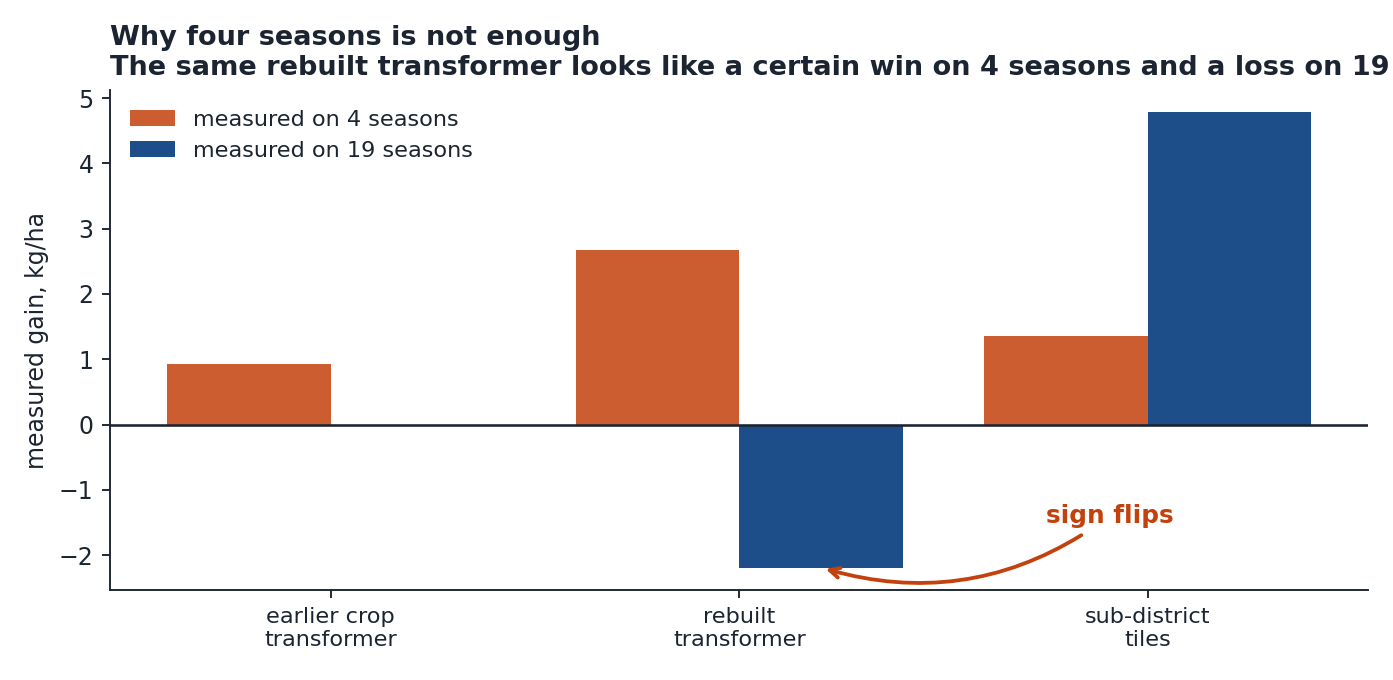 Why four seasons is not enough
The same rebuilt transformer looks like a certain win on 4 seasons and a loss on 19
measured on 4 seasons
measured on 19 seasons
measured gain, kg/ha
5
4
3
2
1
0
−1
−2
sign flips
earlier crop
transformer
rebuilt
transformer
sub-district
tiles